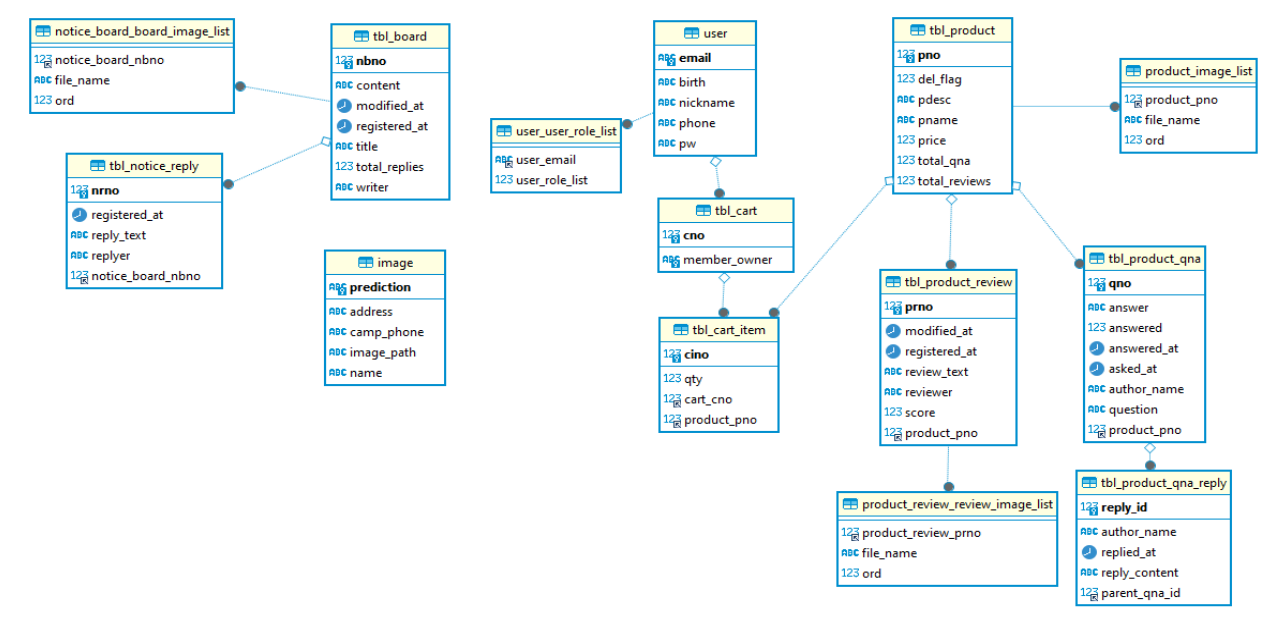 notice_board_board_image_list
123 notice_board_nbno
ABC file_name
123 ord
tbl_board
123 nbno
ABC content
modified_at
registered_at
ABC title
123 total_replies
ABC writer
tbl_notice_reply
123 nrno
registered_at
ABC reply_text
ABC replyer
123 notice_board_nbno
image
ABC prediction
ABC address
ABC camp_phone
ABC image_path
ABC name
user
ABC email
ABC birth
ABC nickname
ABC phone
ABC pw
user_user_role_list
ABC user_email
123 user_role_list
tbl_cart
123 cno
ABC member_owner
tbl_cart_item
123 cino
123 qty
123 cart_cno
123 product_pno
tbl_product
123 pno
123 del_flag
ABC pdesc
ABC pname
123 price
123 total_qna
123 total_reviews
product_image_list
123 product_pno
ABC file_name
123 ord
tbl_product_review
123 prno
modified_at
registered_at
ABC review_text
ABC reviewer
123 score
123 product_pno
product_review_review_image_list
123 product_review_prno
ABC file_name
123 ord
tbl_product_qna
123 qno
ABC answer
123 answered
answered_at
asked_at
ABC author_name
ABC question
123 product_pno
tbl_product_qna_reply
123 reply_id
ABC author_name
replied_at
ABC reply_content
123 parent_qna_id